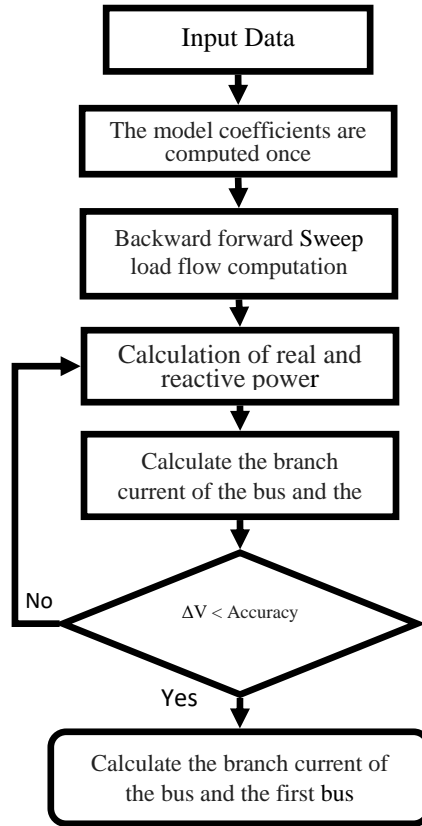 Input Data
The model coefficients are
computed once
Backward forward Sweep
load flow computation
Calculation of real and
reactive power
Calculate the branch
current of the bus and the
No
ΔV < Accuracy
Yes
Calculate the branch current of
the bus and the first bus